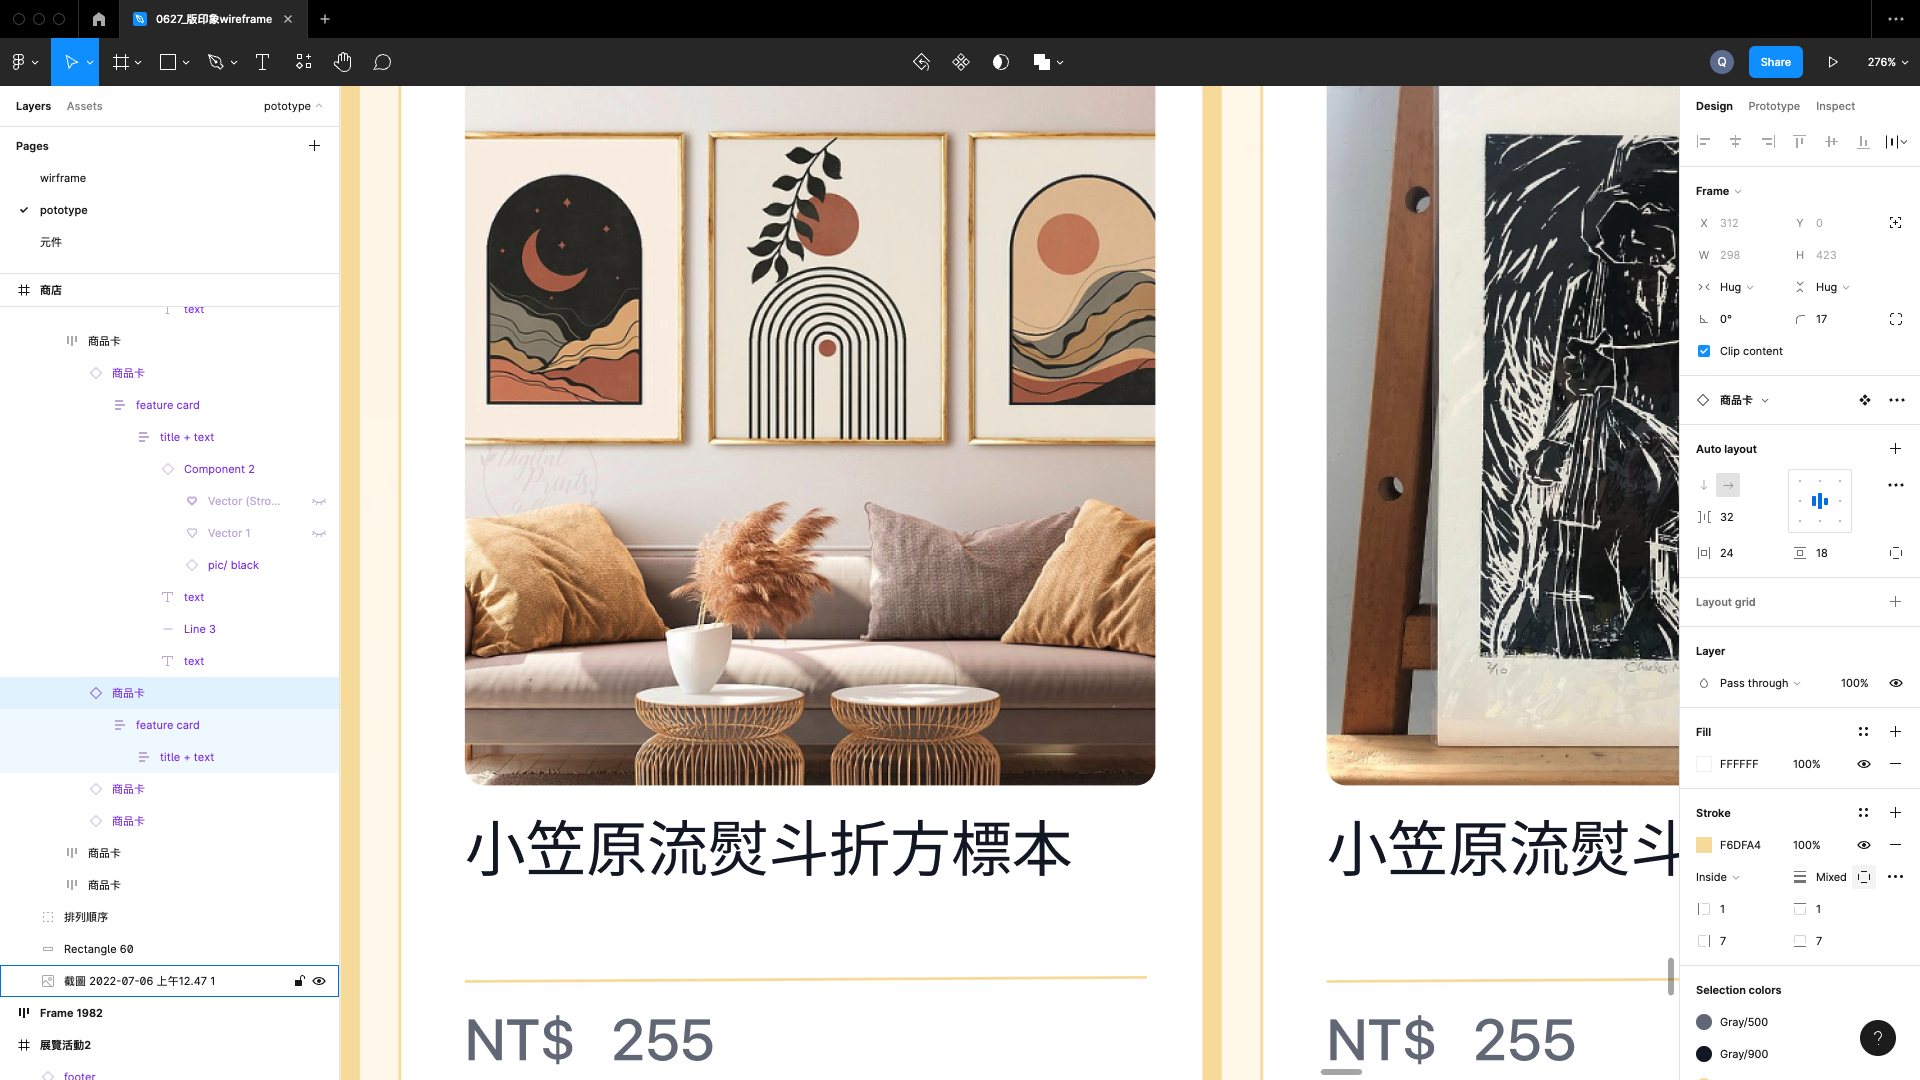 0627_版印象wireframe
Q
Share
276%
Layers
Assets
pototype
Pages
wirframe
pototype
元件
商店
text
商品卡
商品卡
feature card
title + text
Component 2
Vector (Stro...
Vector 1
pic/ black
text
Line 3
text
商品卡
feature card
title + text
商品卡
商品卡
商品卡
商品卡
排列順序
Rectangle 60
截圖 2022-07-06 上午12.47 1
Frame 1982
展覽活動2
footer
Digital
Prints
2/10
Charles M
小笠原流熨斗折方標本
NT$ 255
小笠原流熨斗
NT$ 255
Design
Prototype
Inspect
Frame
X 312
Y 0
W 298
H 423
Hug
Hug
0°
17
Clip content
商品卡
Auto layout
32
24
18
Layout grid
Layer
Pass through
100%
Fill
FFFFFF
100%
Stroke
F6DFA4
100%
Inside
Mixed
1
1
7
7
Selection colors
Gray/500
Gray/900
?